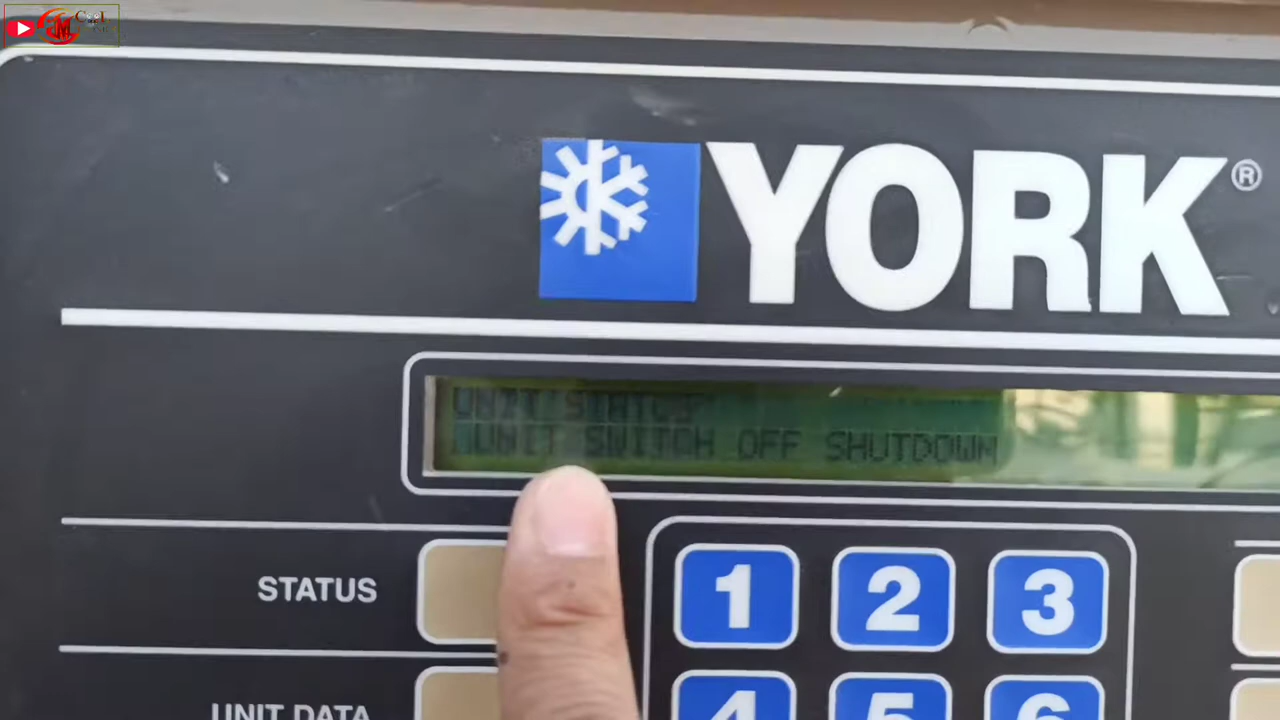 YORK®
UNIT STATUS
UNIT SWITCH OFF SHUTDOWN
STATUS
1 2 3
UNIT DATA
4 5 6